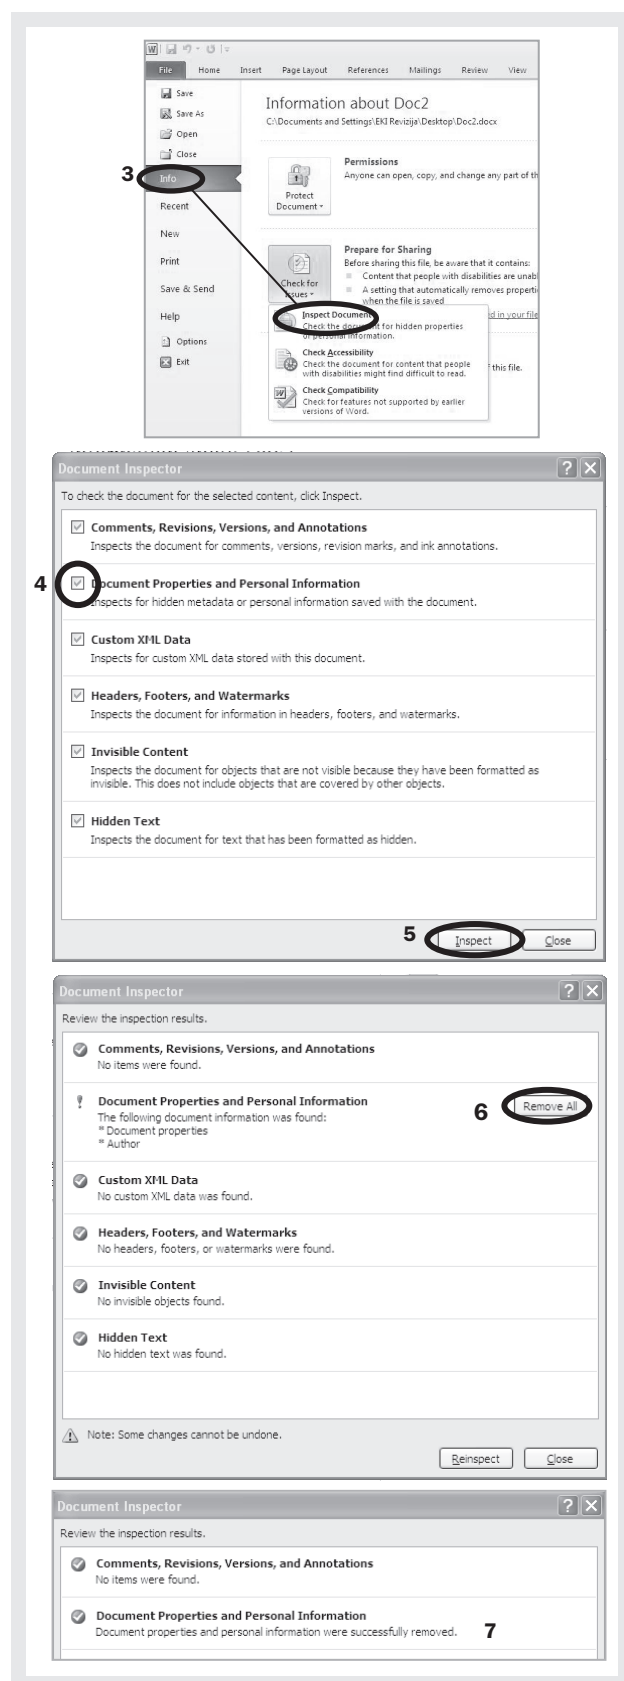 File Home Insert Page Layout References Mailings Review View
Save
Save As
Open
Close
3
Info
Recent
New
Print
Save & Send
Help
Options
Exit
Information about Doc2
C:\Documents and Settings\EKI Revizija\Desktop\Doc2.docx
Protect
Document
Permissions
Anyone can open, copy, and change any part of th
Check for
Issues
Prepare for Sharing
Before sharing this file, be aware that it contains:
Content that people with disabilities are unabl
A setting that automatically removes properti
when the file is saved
ed in your file
this file.
Inspect Document
Check the document for hidden properties
or personal information.
Check Accessibility
Check the document for content that people
with disabilities might find difficult to read.
Check Compatibility
Check for features not supported by earlier
versions of Word.
Document Inspector
To check the document for the selected content, click Inspect.
Comments, Revisions, Versions, and Annotations
Inspects the document for comments, versions, revision marks, and ink annotations.
4
Document Properties and Personal Information
Inspects for hidden metadata or personal information saved with the document.
Custom XML Data
Inspects for custom XML data stored with this document.
Headers, Footers, and Watermarks
Inspects the document for information in headers, footers, and watermarks.
Invisible Content
Inspects the document for objects that are not visible because they have been formatted as
invisible. This does not include objects that are covered by other objects.
Hidden Text
Inspects the document for text that has been formatted as hidden.
5 Inspect Close
Document Inspector
Review the inspection results.
Comments, Revisions, Versions, and Annotations
No items were found.
Document Properties and Personal Information
The following document information was found:
* Document properties
* Author
6 Remove All
Custom XML Data
No custom XML data was found.
Headers, Footers, and Watermarks
No headers, footers, or watermarks were found.
Invisible Content
No invisible objects found.
Hidden Text
No hidden text was found.
Note: Some changes cannot be undone.
Reinspect Close
Document Inspector
Review the inspection results.
Comments, Revisions, Versions, and Annotations
No items were found.
Document Properties and Personal Information
Document properties and personal information were successfully removed. 7